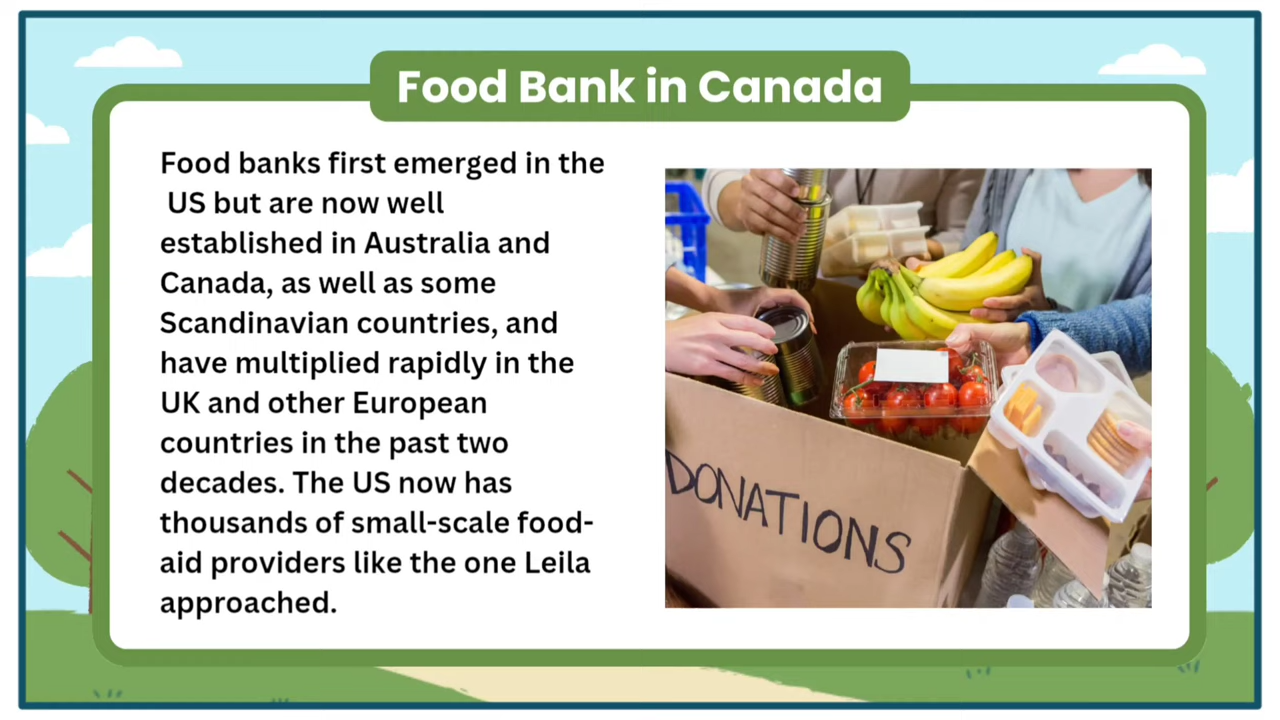 Food Bank in Canada
Food banks first emerged in the
US but are now well
established in Australia and
Canada, as well as some
Scandinavian countries, and
have multiplied rapidly in the
UK and other European
countries in the past two
decades. The US now has
thousands of small-scale food-
aid providers like the one Leila
approached.
DONATIONS